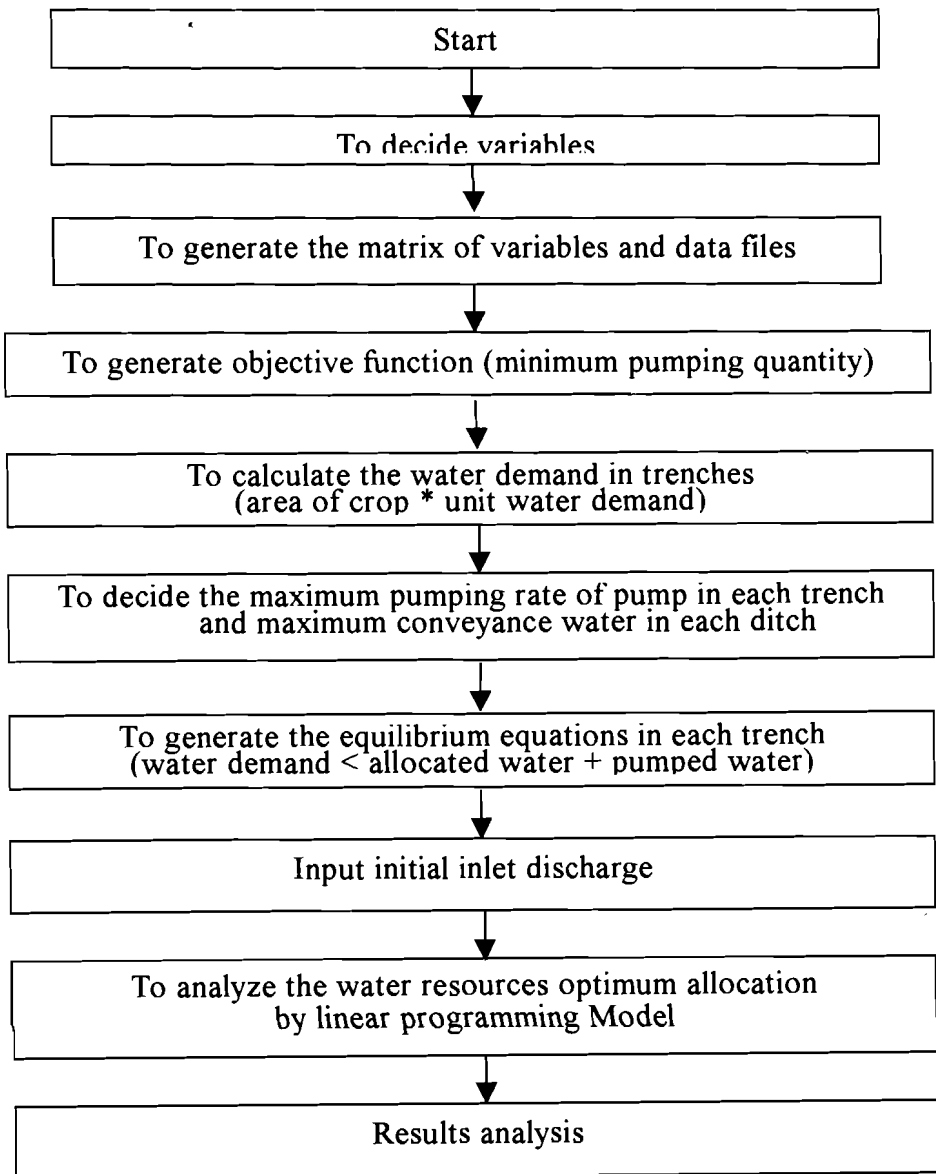 Start
To decide variables
To generate the matrix of variables and data files
To generate objective function (minimum pumping quantity)
To calculate the water demand in trenches
(area of crop * unit water demand)
To decide the maximum pumping rate of pump in each trench
and maximum conveyance water in each ditch
To generate the equilibrium equations in each trench
(water demand < allocated water + pumped water)
Input initial inlet discharge
To analyze the water resources optimum allocation
by linear programming Model
Results analysis